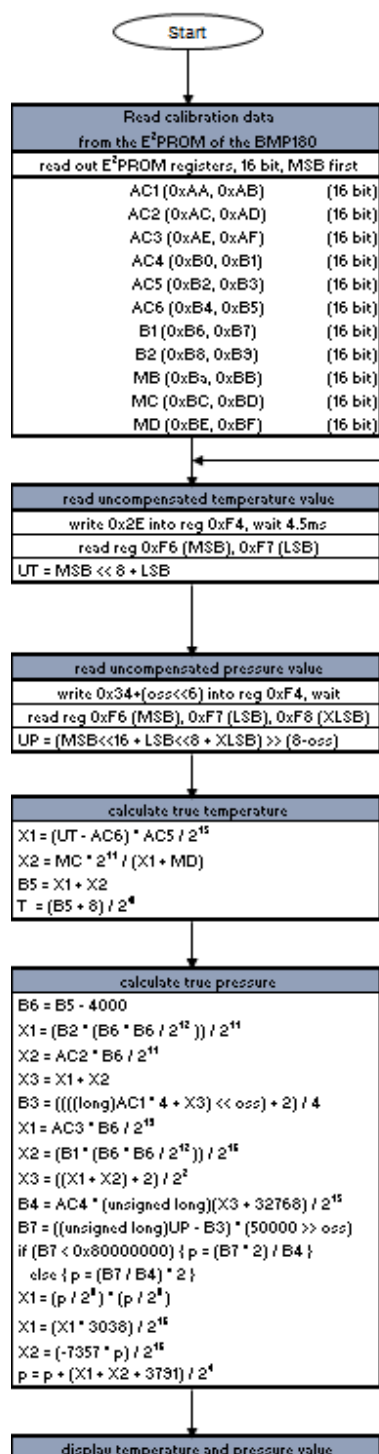 Start
Read calibration data
from the E²PROM of the BMP180
read out E²PROM registers, 16 bit, MSB first
AC1 (0xAA, 0xAB) (16 bit)
AC2 (0xAC, 0xAD) (16 bit)
AC3 (0xAE, 0xAF) (16 bit)
AC4 (0xB0, 0xB1) (16 bit)
AC5 (0xB2, 0xB3) (16 bit)
AC6 (0xB4, 0xB5) (16 bit)
B1 (0xB6, 0xB7) (16 bit)
B2 (0xB8, 0xB9) (16 bit)
MB (0xBa, 0xBB) (16 bit)
MC (0xBC, 0xBD) (16 bit)
MD (0xBE, 0xBF) (16 bit)
read uncompensated temperature value
write 0x2E into reg 0xF4, wait 4.5ms
read reg 0xF6 (MSB), 0xF7 (LSB)
UT = MSB << 8 + LSB
read uncompensated pressure value
write 0x34+(oss<<6) into reg 0xF4, wait
read reg 0xF6 (MSB), 0xF7 (LSB), 0xF8 (XLSB)
UP = (MSB<<16 + LSB<<8 + XLSB) >> (8-oss)
calculate true temperature
X1 = (UT - AC6) * AC5 / 2¹⁵
X2 = MC * 2¹¹ / (X1 + MD)
B5 = X1 + X2
T = (B5 + 8) / 2⁴
calculate true pressure
B6 = B5 - 4000
X1 = (B2 * (B6 * B6 / 2¹² )) / 2¹¹
X2 = AC2 * B6 / 2¹¹
X3 = X1 + X2
B3 = ((((long)AC1 * 4 + X3) << oss) + 2) / 4
X1 = AC3 * B6 / 2¹³
X2 = (B1 * (B6 * B6 / 2¹²)) / 2¹⁶
X3 = ((X1 + X2) + 2) / 2²
B4 = AC4 * (unsigned long)(X3 + 32768) / 2¹⁵
B7 = ((unsigned long)UP - B3) * (50000 >> oss)
if (B7 < 0x80000000) { p = (B7 * 2) / B4 }
else { p = (B7 / B4) * 2 }
X1 = (p / 2⁸) * (p / 2⁸)
X1 = (X1 * 3038) / 2¹⁶
X2 = (-7357 * p) / 2¹⁶
p = p + (X1 + X2 + 3791) / 2⁴
display temperature and pressure value